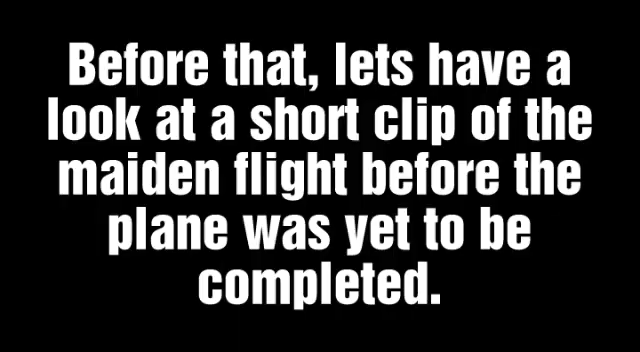 Before that, lets have a
look at a short clip of the
maiden flight before the
plane was yet to be
completed.